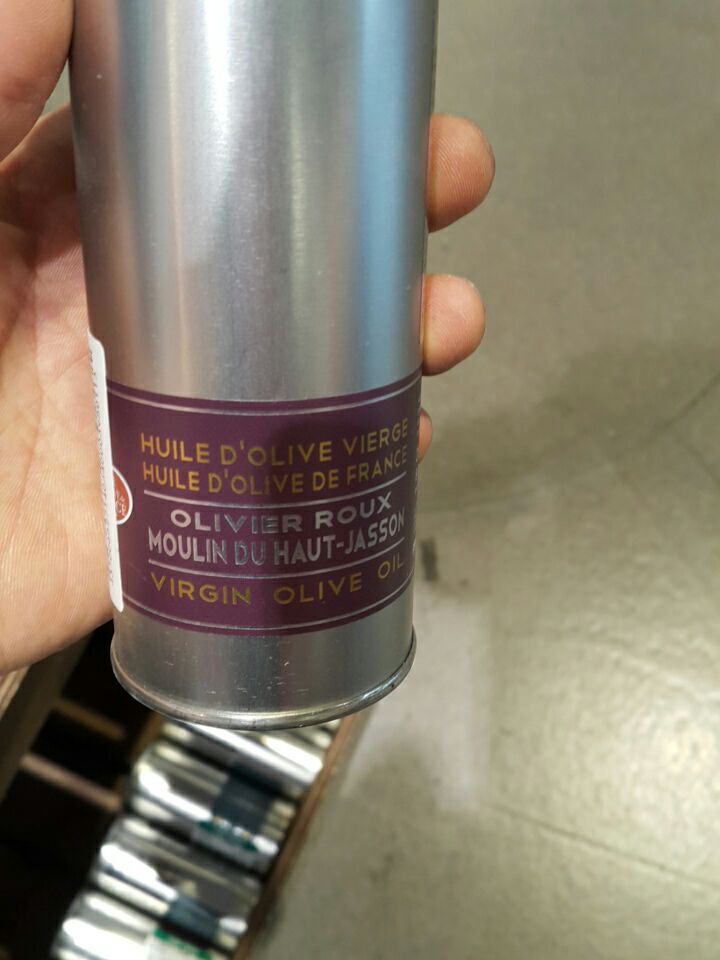 HUILE D'OLIVE VIERGE
HUILE D'OLIVE DE FRANCE
OLIVIER ROUX
MOULIN DU HAUT-JASSON
VIRGIN OLIVE OIL